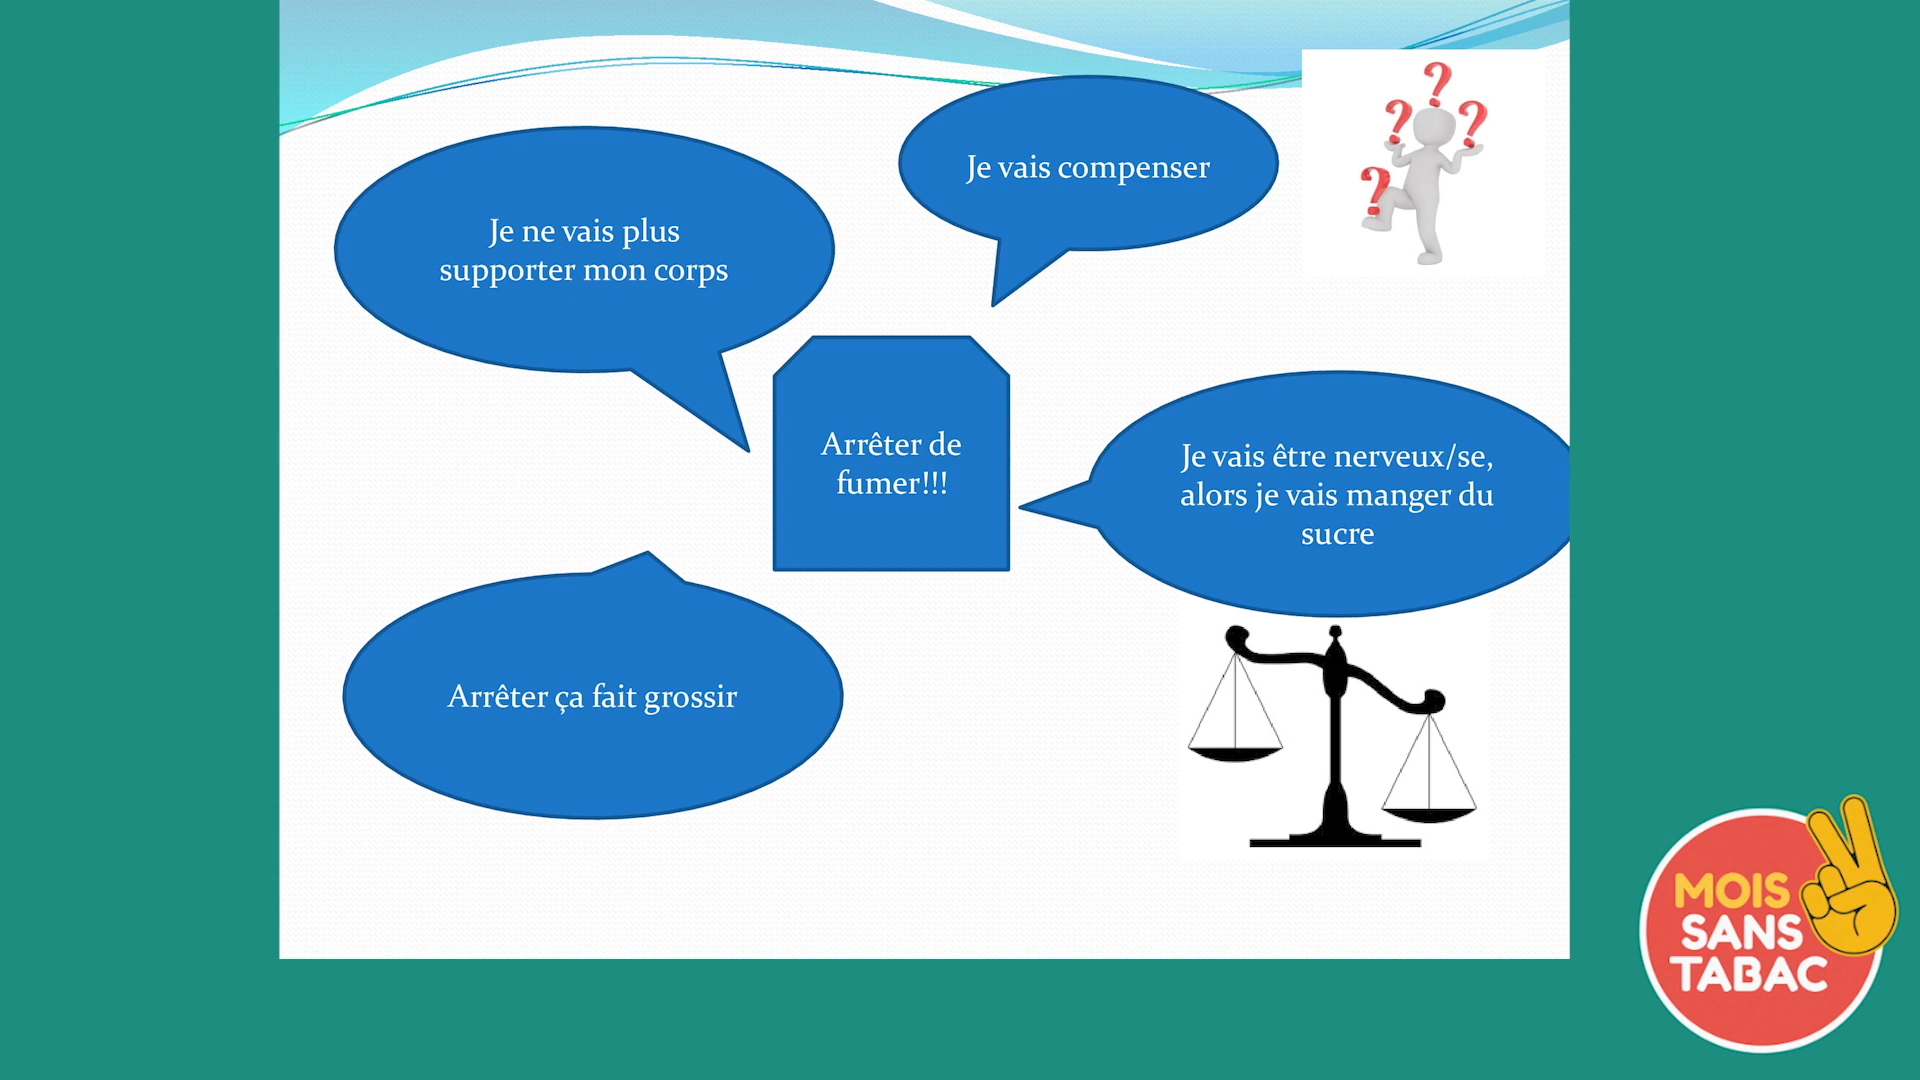 Je vais compenser
Je ne vais plus
supporter mon corps
Arrêter de
fumer!!!
Je vais être nerveux/se,
alors je vais manger du
sucre
Arrêter ça fait grossir
MOIS
SANS
TABAC